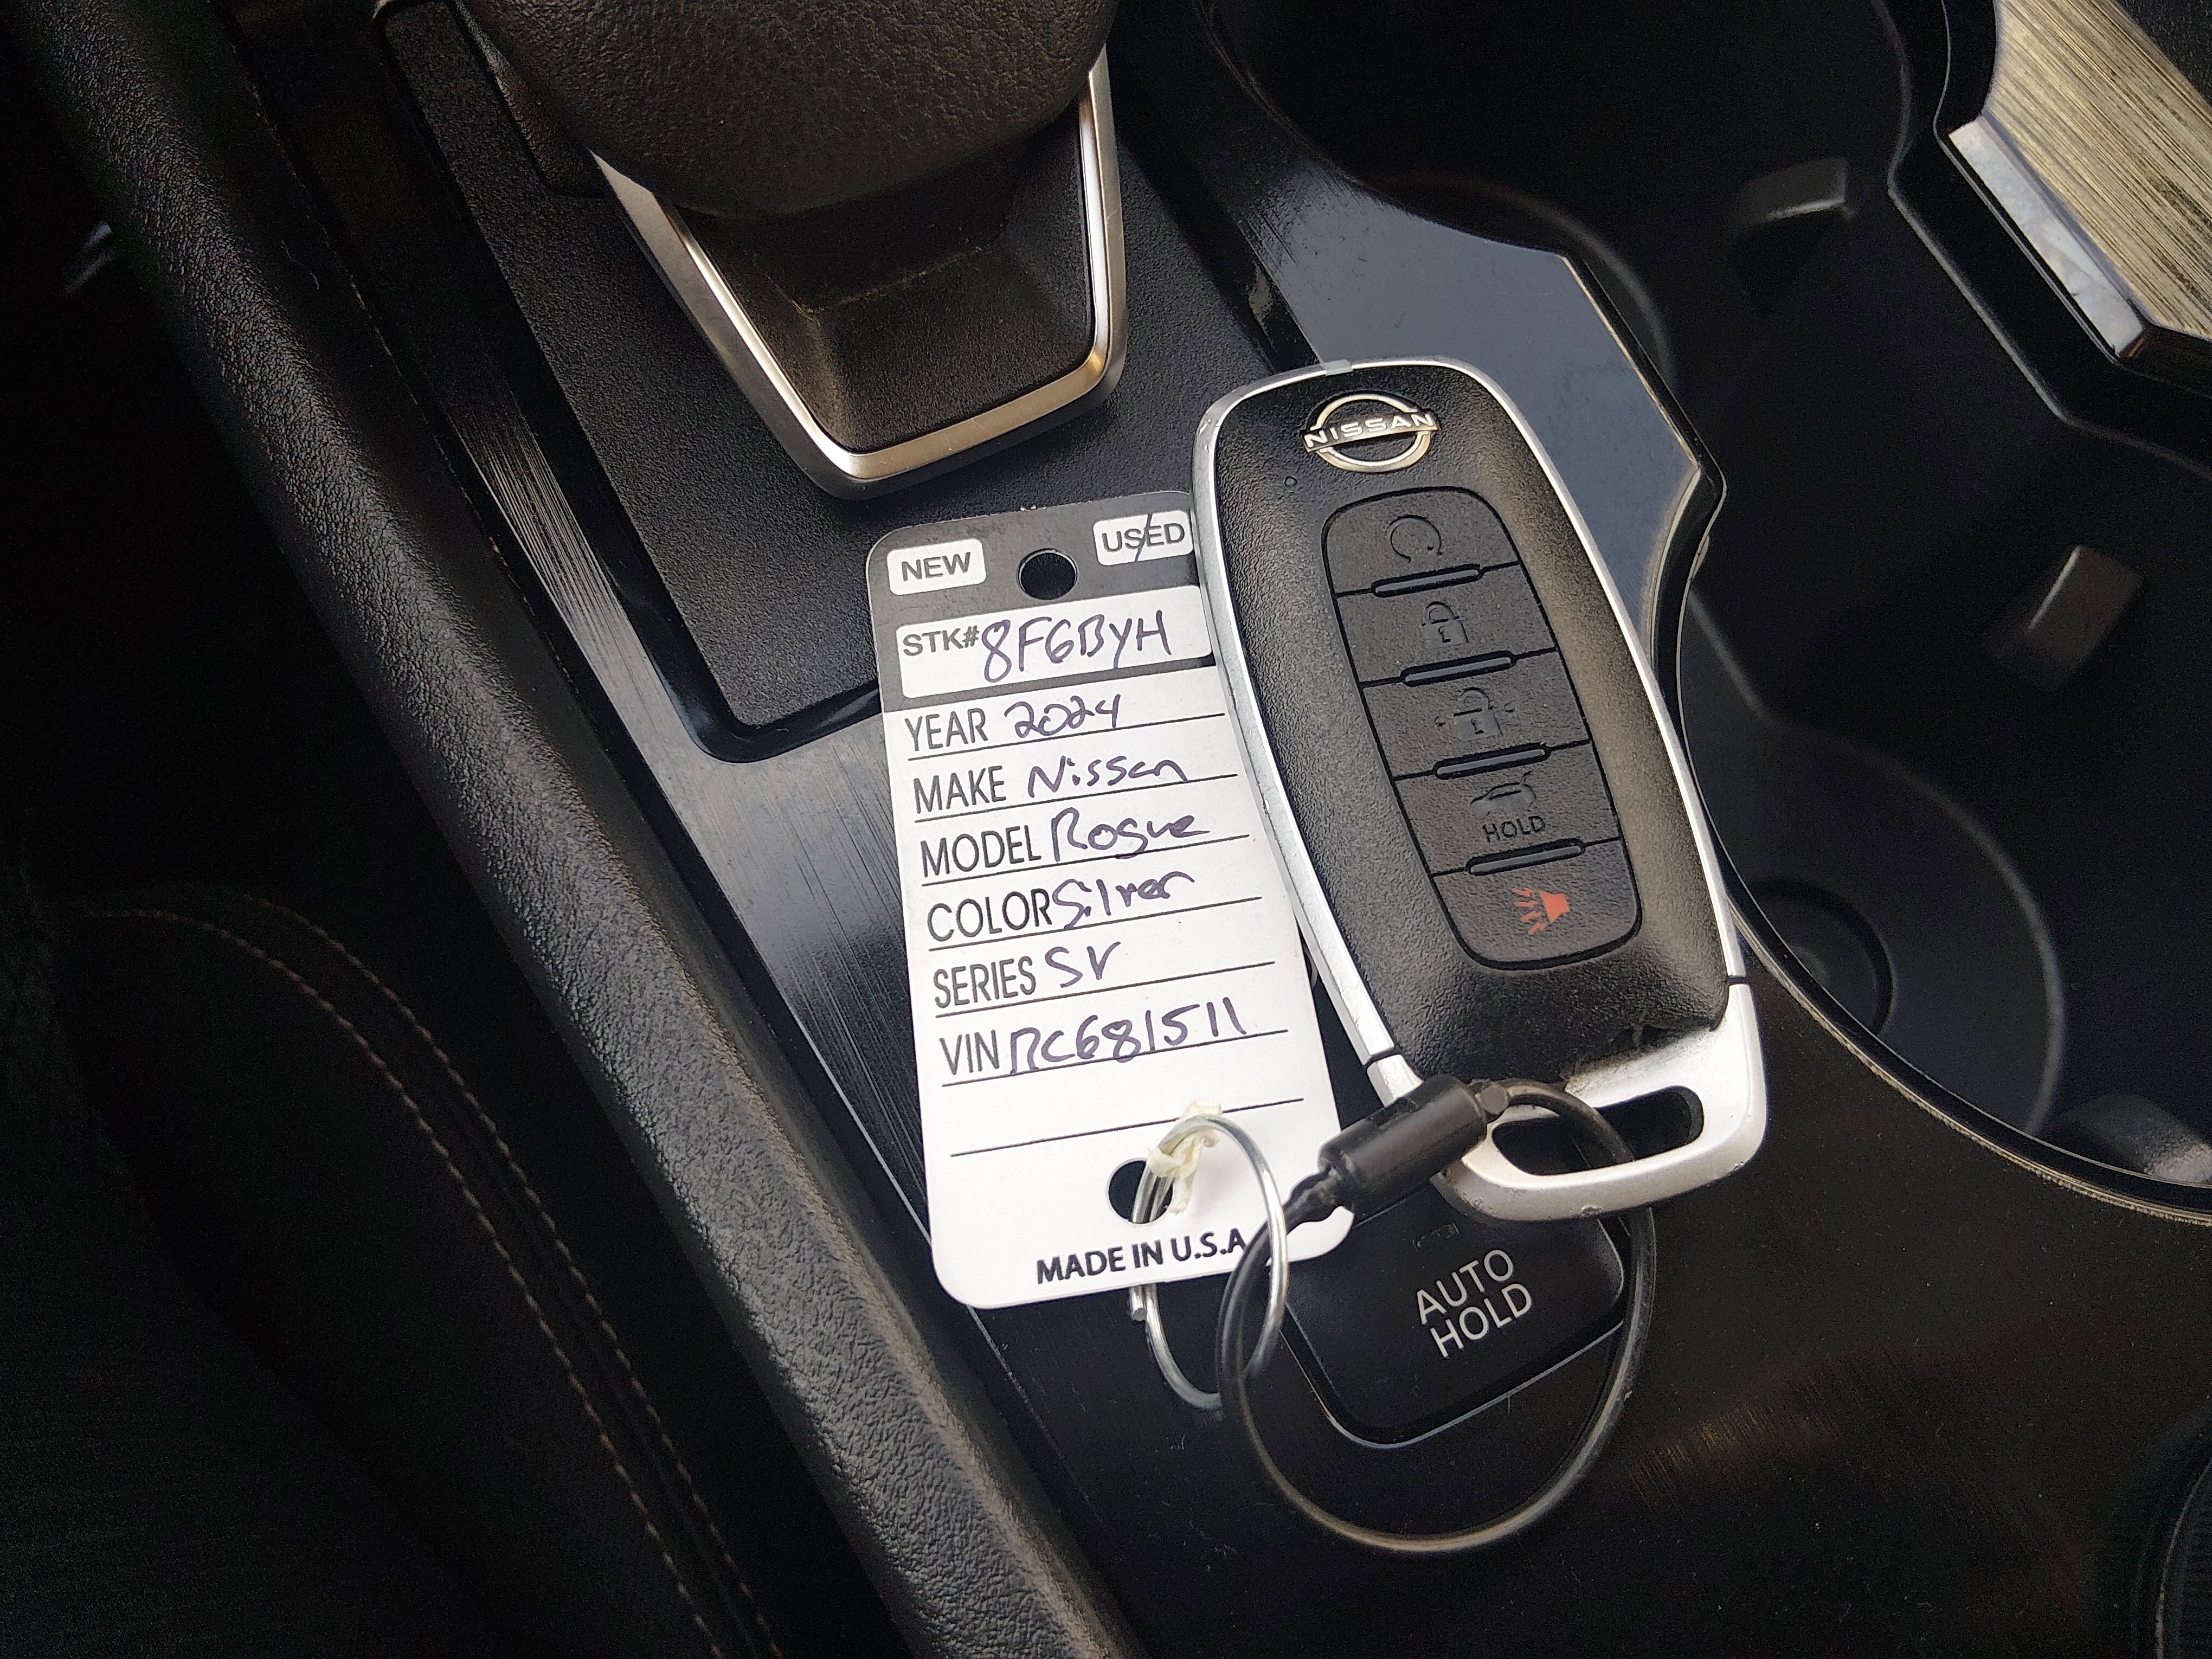 NISSAN
NEW USED
STK# 8F6BYH
YEAR 2024
MAKE Nissan
MODEL Rogue
COLOR Silver
SERIES SV
VIN RC681511
MADE IN U.S.A
HOLD
AUTO
HOLD